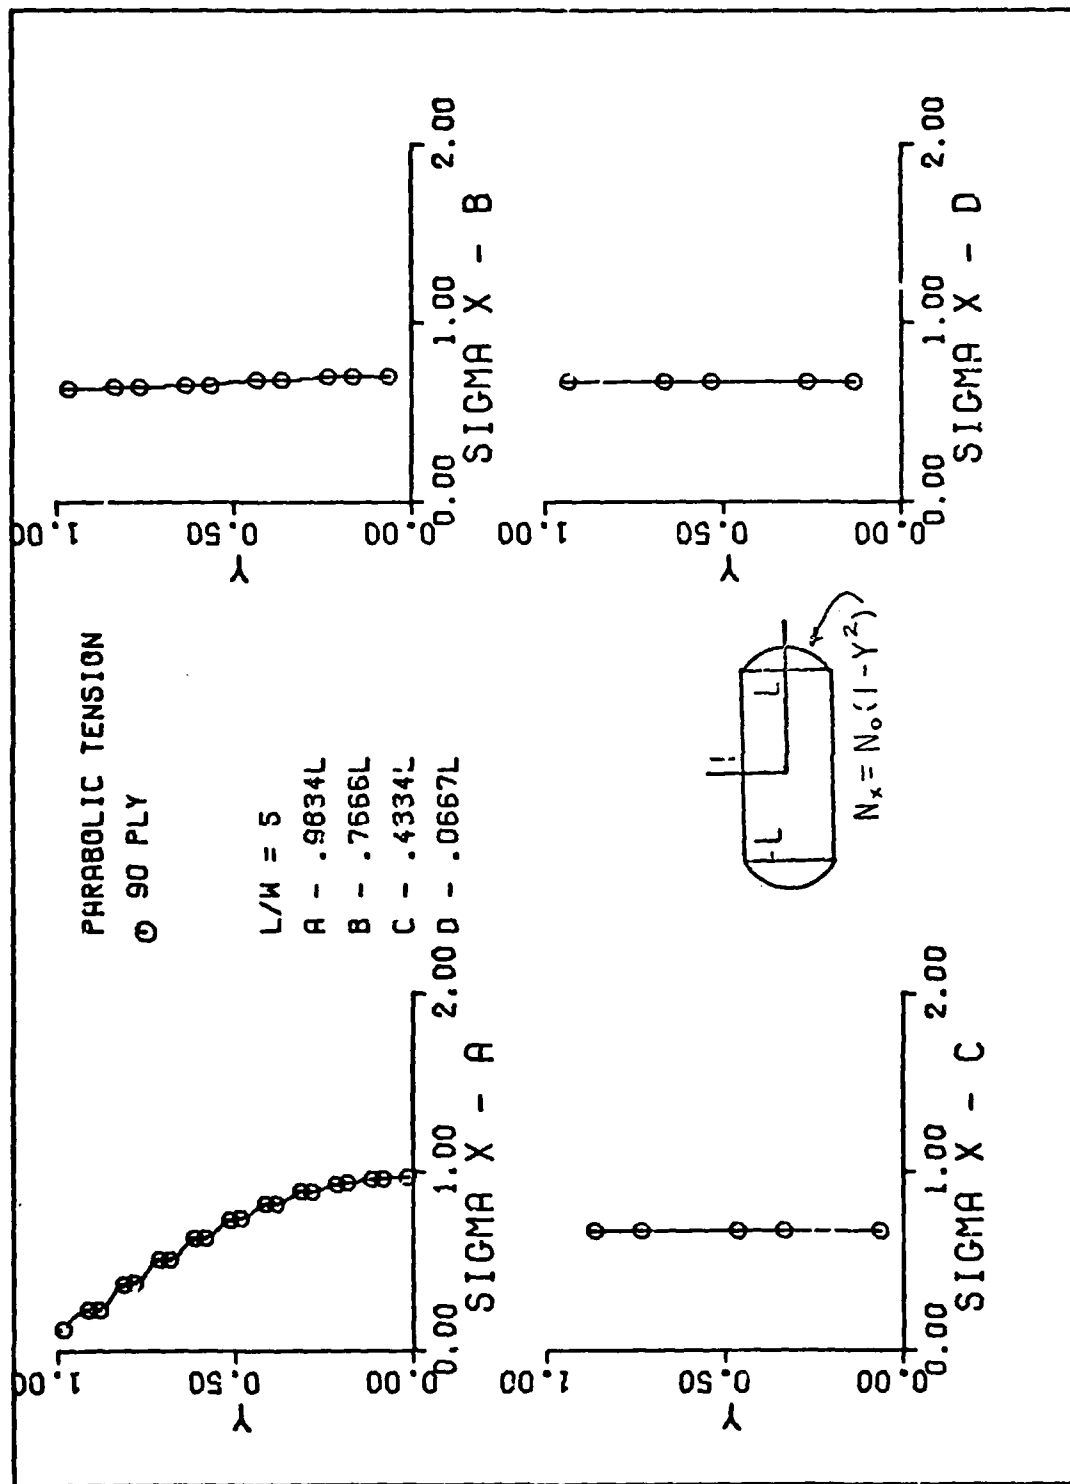 PARABOLIC TENSION
⊙ 90 PLY
L/W = 5
A - .9834L
B - .7666L
C - .4334L
D - .0667L
1.00
0.50
0.00
Y
0.00 1.00 2.00
SIGMA X - A
1.00
0.50
0.00
Y
0.00 1.00 2.00
SIGMA X - B
1.00
0.50
0.00
Y
0.00 1.00 2.00
SIGMA X - C
1.00
0.50
0.00
Y
0.00 1.00 2.00
SIGMA X - D
-L
L
Nₓ = N₀(1-Y²)